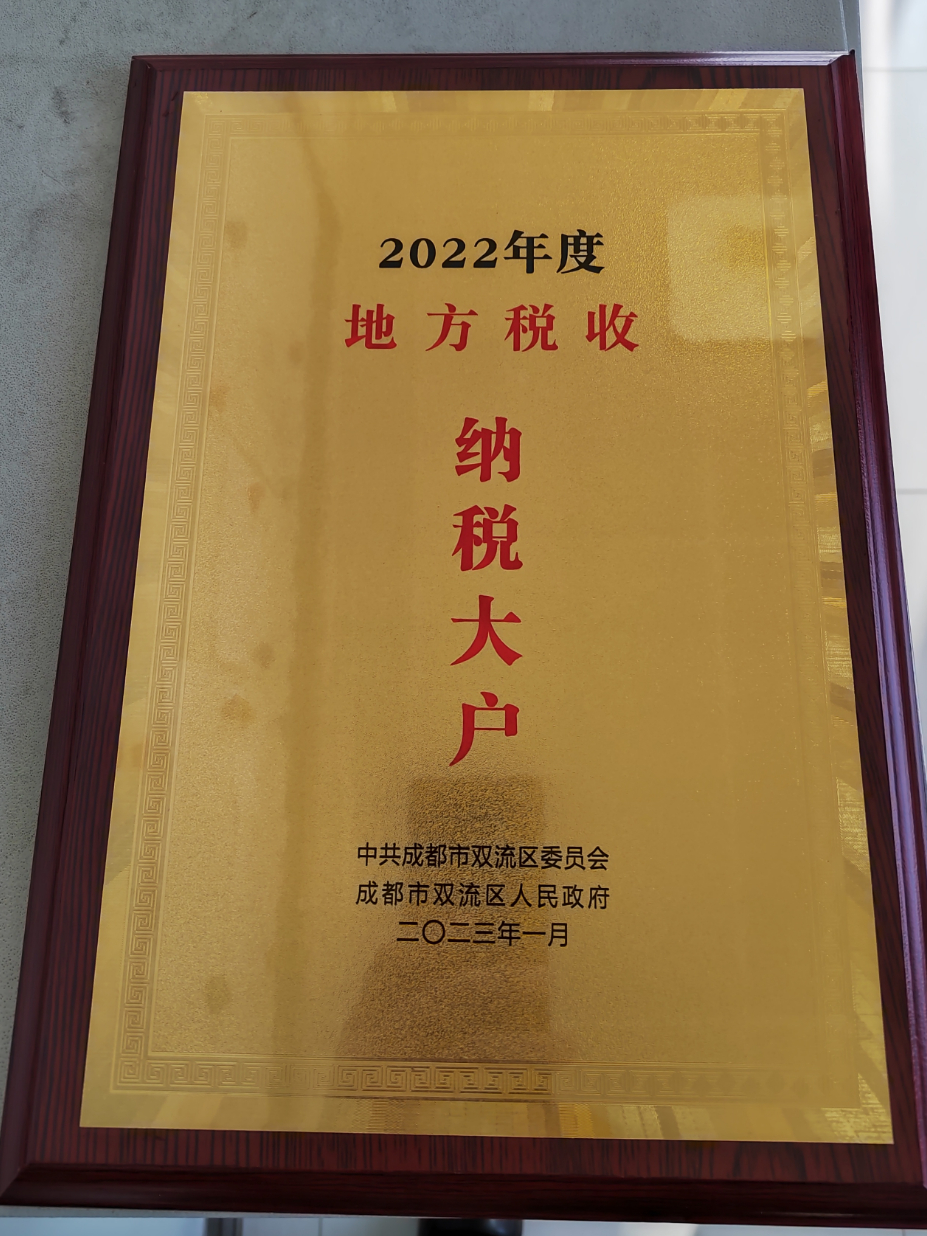 2022年度
地方税收
纳税大户
中共成都市双流区委员会
成都市双流区人民政府
二〇二三年一月